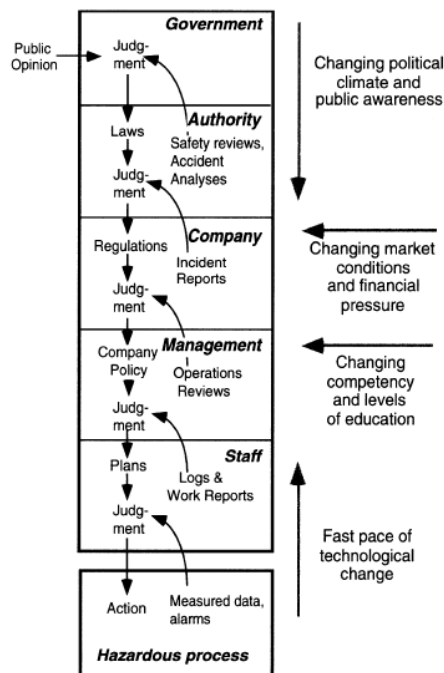 Government
Public
Opinion
Judg-
ment
Changing political
climate and
public awareness
Authority
Laws
Safety reviews,
Accident
Analyses
Judg-
ment
Company
Regulations
Incident
Reports
Changing market
conditions
and financial
pressure
Judg-
ment
Management
Company
Policy
Operations
Reviews
Changing
competency
and levels
of education
Judg-
ment
Staff
Plans
Logs &
Work Reports
Judg-
ment
Fast pace of
technological
change
Action
Measured data,
alarms
Hazardous process